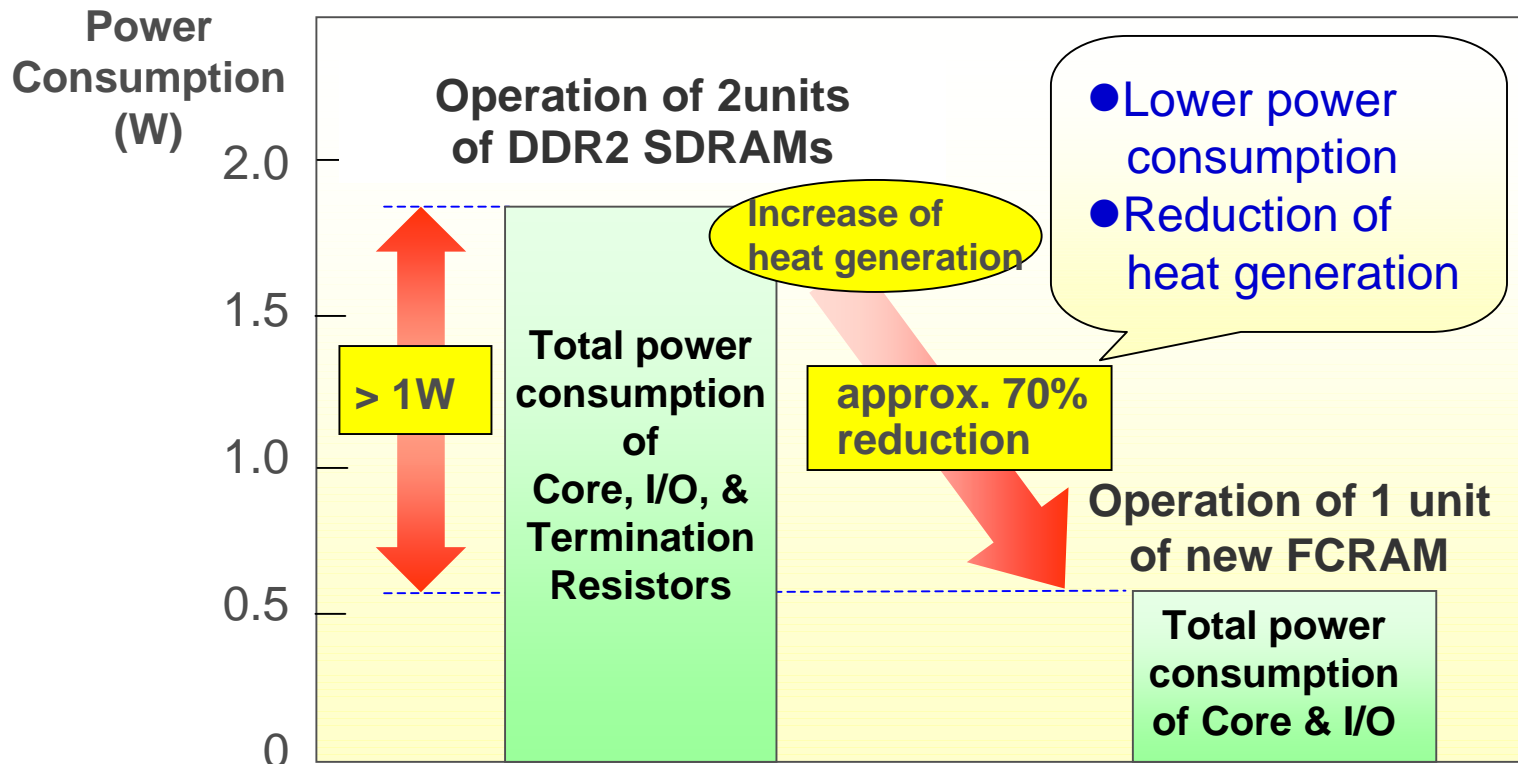 Power
Consumption
(W)
2.0
1.5
1.0
0.5
0
Operation of 2units
of DDR2 SDRAMs
> 1W
Total power
consumption
of
Core, I/O, &
Termination
Resistors
Increase of
heat generation
●Lower power
consumption
●Reduction of
heat generation
approx. 70%
reduction
Operation of 1 unit
of new FCRAM
Total power
consumption
of Core & I/O